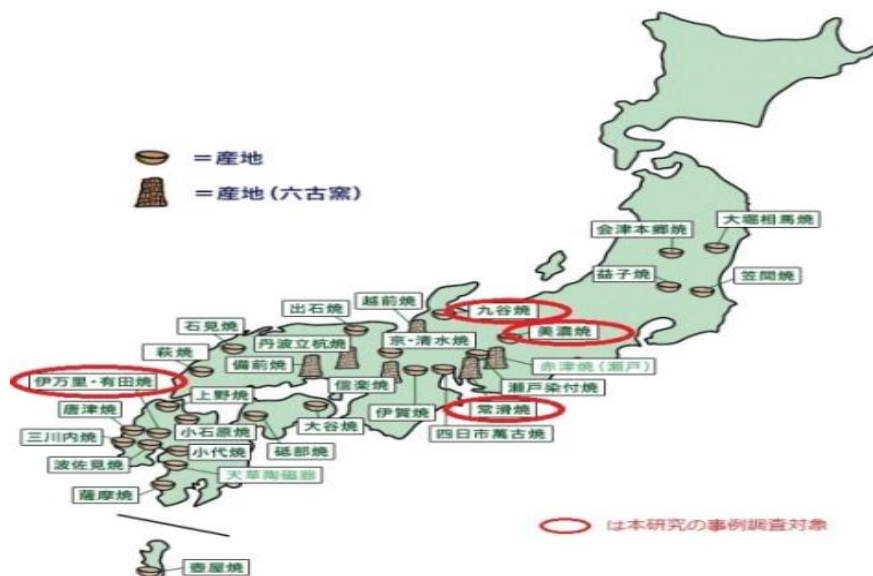 ＝産地
＝産地(六古窯)
会津本郷焼
大堀相馬焼
益子焼
笠間焼
越前焼
九谷焼
出石焼
美濃焼
石見焼
丹波立杭焼
京・清水焼
萩焼
備前焼
赤津焼(瀬戸)
伊万里・有田焼
信楽焼
瀬戸染付焼
上野焼
伊賀焼
常滑焼
唐津焼
小石原焼
大谷焼
四日市萬古焼
三川内焼
小代焼
砥部焼
波佐見焼
天草陶磁器
薩摩焼
は本研究の事例調査対象
壺屋焼